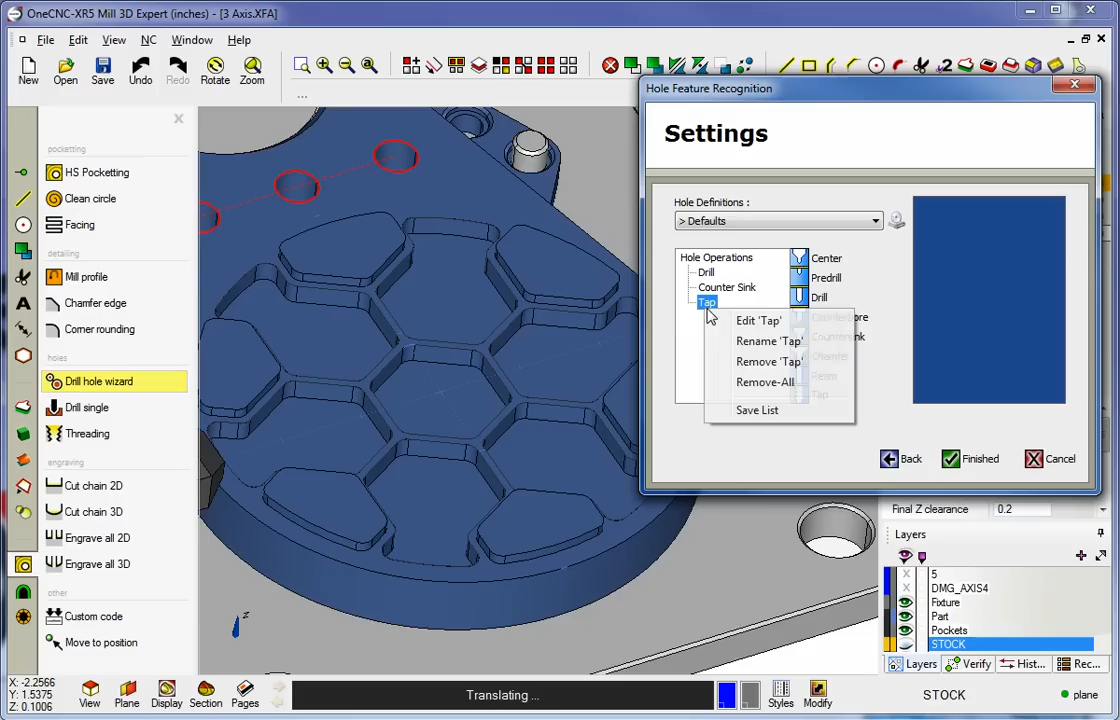 OneCNC-XR5 Mill 3D Expert (inches) - [3 Axis.XFA]
File Edit View NC Window Help
New Open Save Undo Redo Rotate Zoom
...
pocketting
HS Pocketting
Clean circle
Facing
detailing
Mill profile
Chamfer edge
Corner rounding
holes
Drill hole wizard
Drill single
Threading
engraving
Cut chain 2D
Cut chain 3D
Engrave all 2D
Engrave all 3D
other
Custom code
Move to position
Hole Feature Recognition
Settings
Hole Definitions :
> Defaults
Hole Operations
Drill
Counter Sink
Tap
Center
Predrill
Drill
Counterbore
Countersink
Chamfer
Ream
Tap
Edit 'Tap'
Rename 'Tap'
Remove 'Tap'
Remove-All
Save List
Back Finished Cancel
Final Z clearance 0.2
Layers
5
DMG_AXIS4
Fixture
Part
Pockets
STOCK
Layers Verify Hist... Rec...
z
X: -2.2566
Y: 1.5375
Z: 0.1006
View Plane Display Section Pages
Translating ...
Styles Modify
STOCK
plane